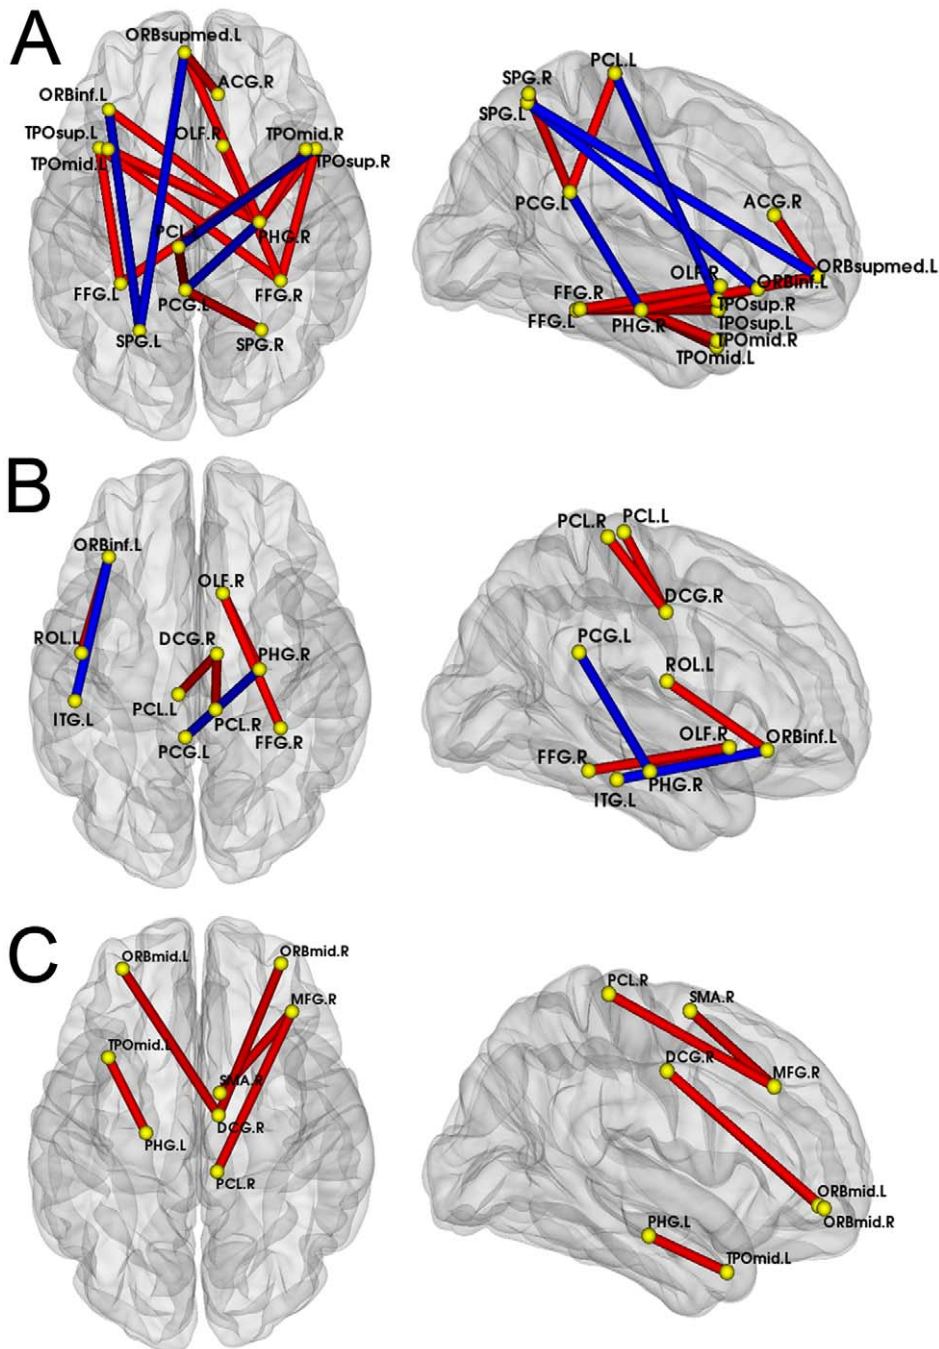 A
ORBsupmed.L
ACG.R
ORBinf.L
TPOsup.L
OLF.R
TPOmid.R
TPOmid.L
TPOsup.R
PCL.L
PHG.R
FFG.L
PCG.L
FFG.R
SPG.L
SPG.R
PCL.L
SPG.R
SPG.L
PCG.L
ACG.R
OLF.R
ORBsupmed.L
ORBinf.L
FFG.R
TPOsup.R
FFG.L
PHG.R
TPOsup.L
TPOmid.R
TPOmid.L
B
ORBinf.L
OLF.R
ROL.L
DCG.R
PHG.R
ITG.L
PCL.L
PCL.R
PCG.L
FFG.R
PCL.R
PCL.L
DCG.R
PCG.L
ROL.L
OLF.R
ORBinf.L
FFG.R
ITG.L
PHG.R
C
ORBmid.L
ORBmid.R
MFG.R
TPOmid.L
SMA.R
DCG.R
PHG.L
PCL.R
PCL.R
SMA.R
DCG.R
MFG.R
ORBmid.L
ORBmid.R
PHG.L
TPOmid.L